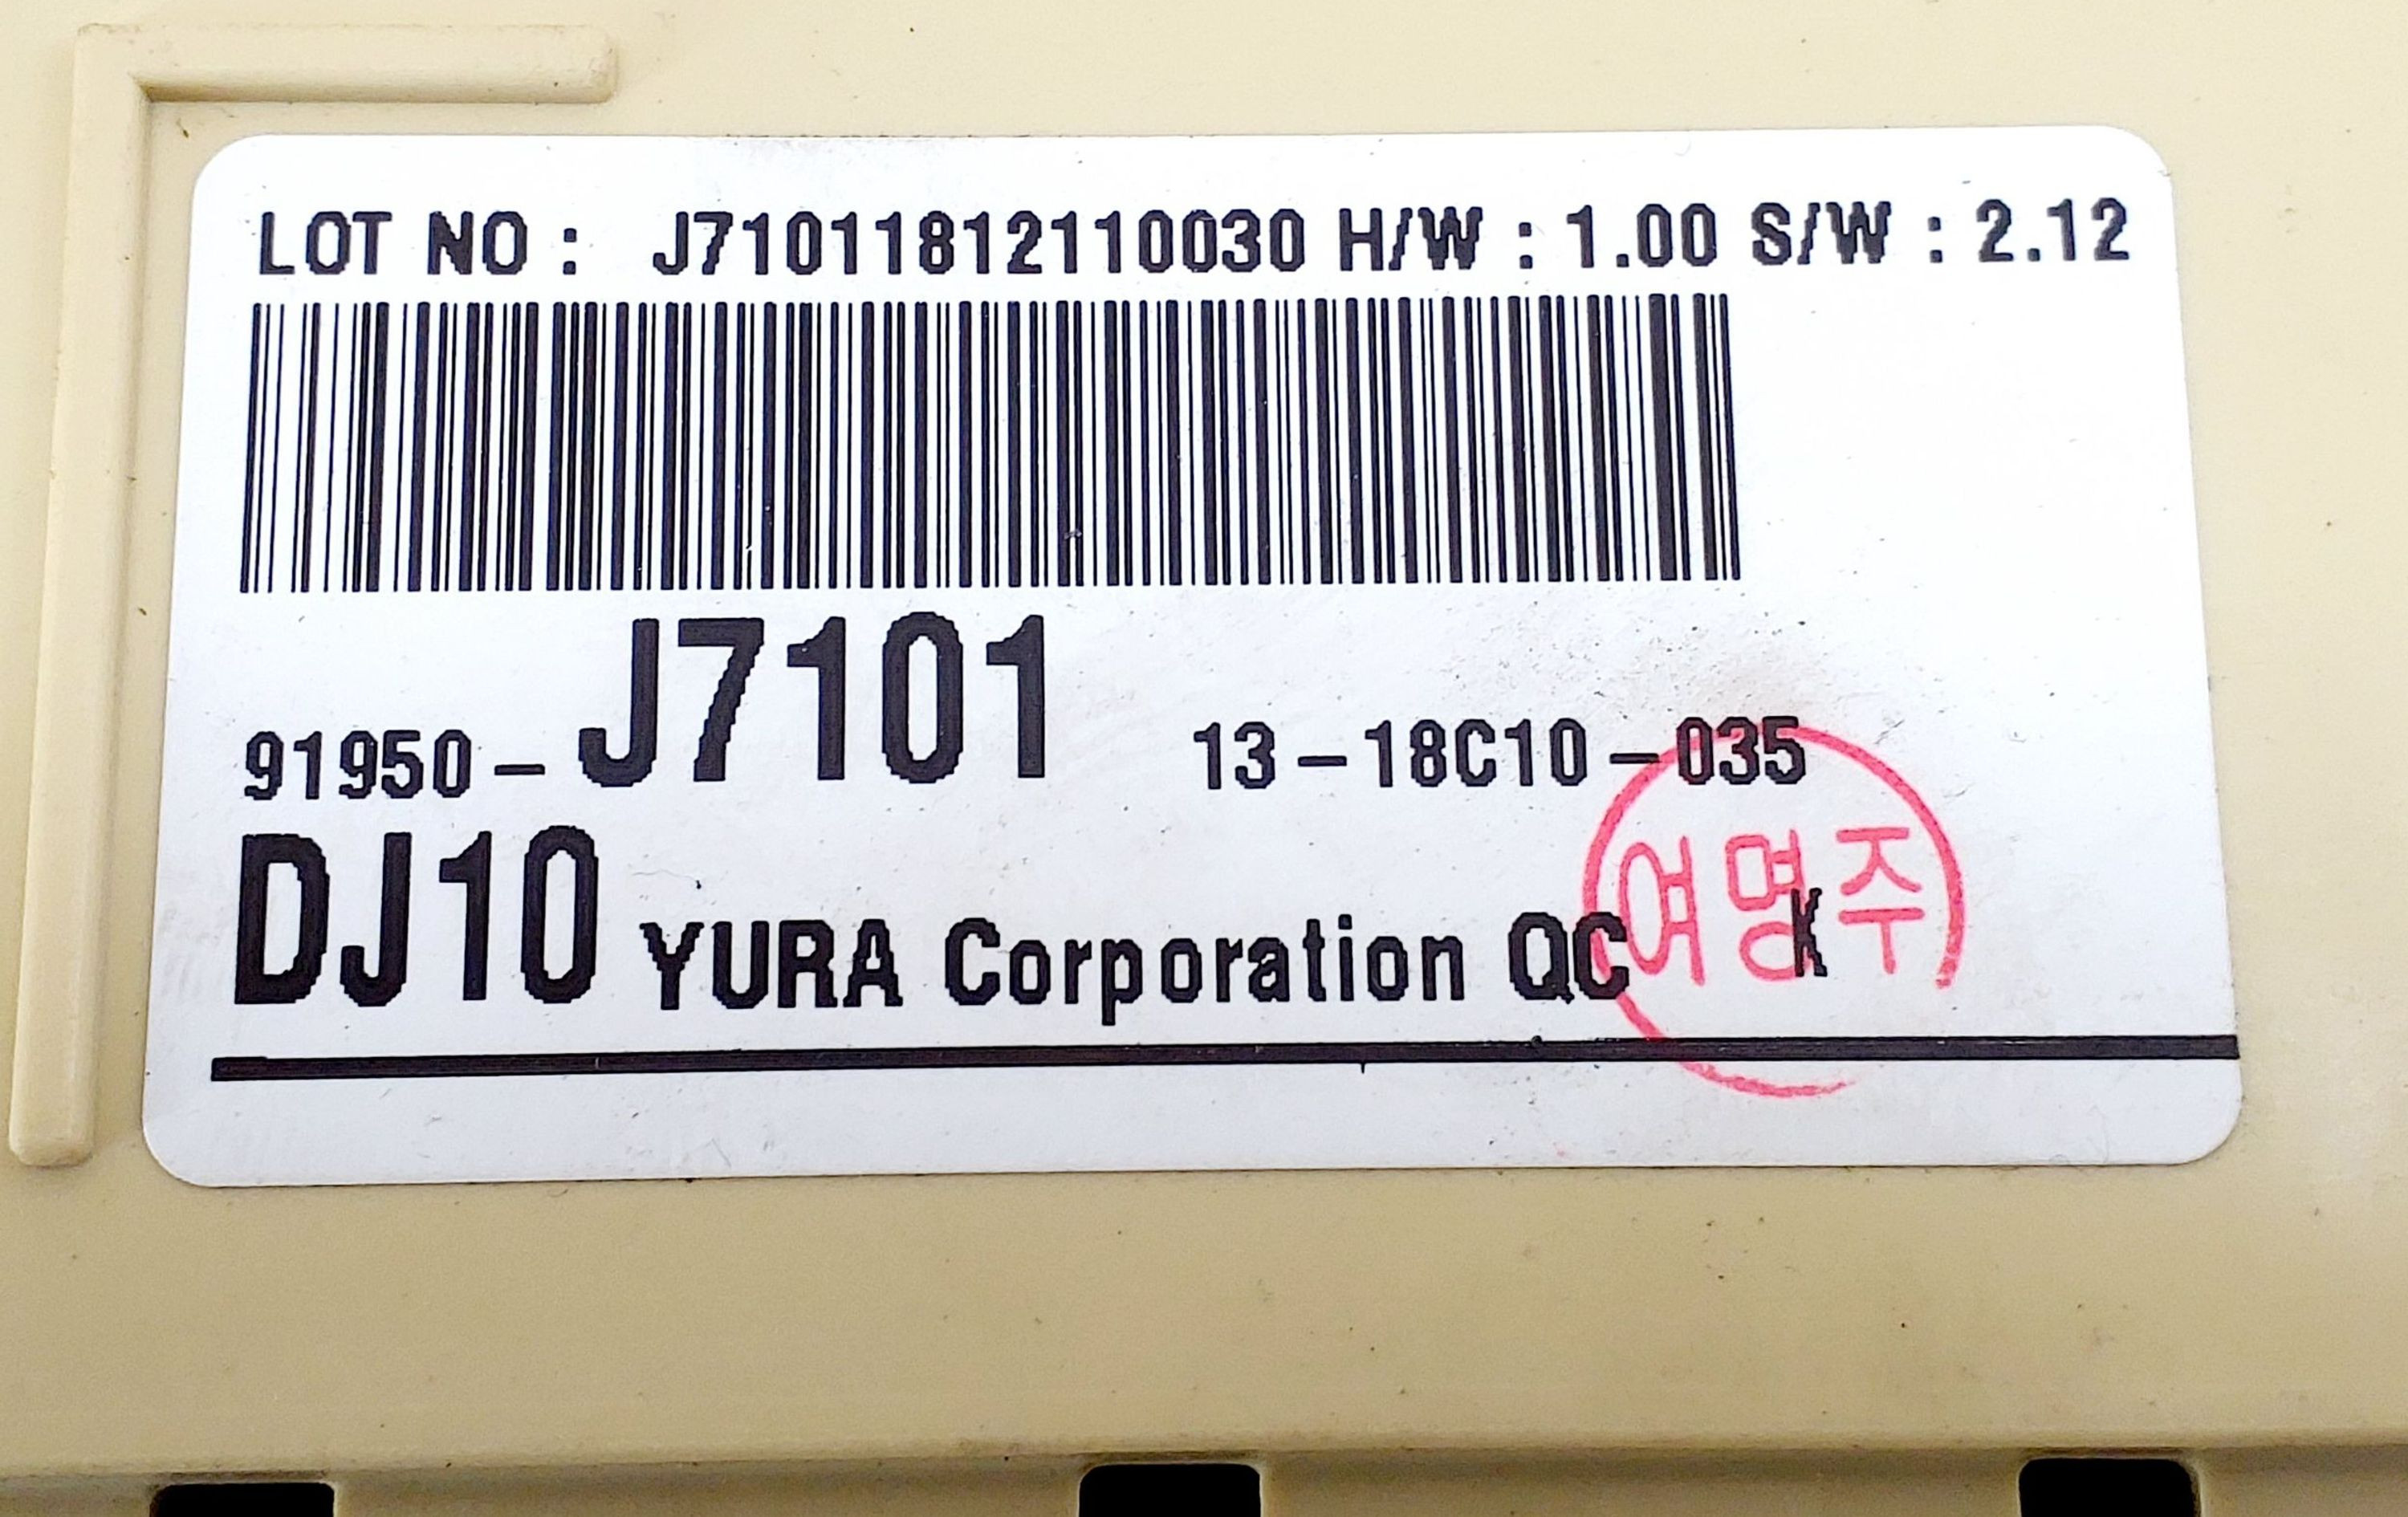 LOT NO : J71011812110030 H/W : 1.00 S/W : 2.12
91950-J7101 13-18C10-035
DJ10 YURA Corporation QC K
여명주